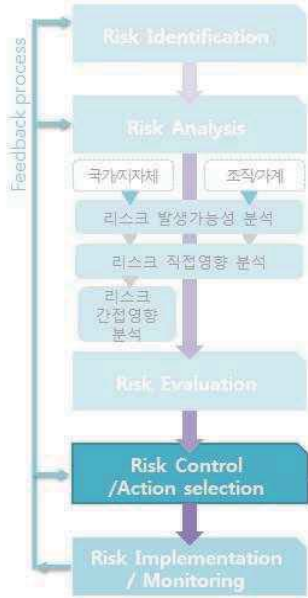 Risk Identification
Feedback process
Risk Analysis
국가/지자체 조직/가계
리스크 발생가능성 분석
리스크 직접영향 분석
리스크
간접영향
분석
Risk Evaluation
Risk Control
/Action selection
Risk Implementation
/ Monitoring